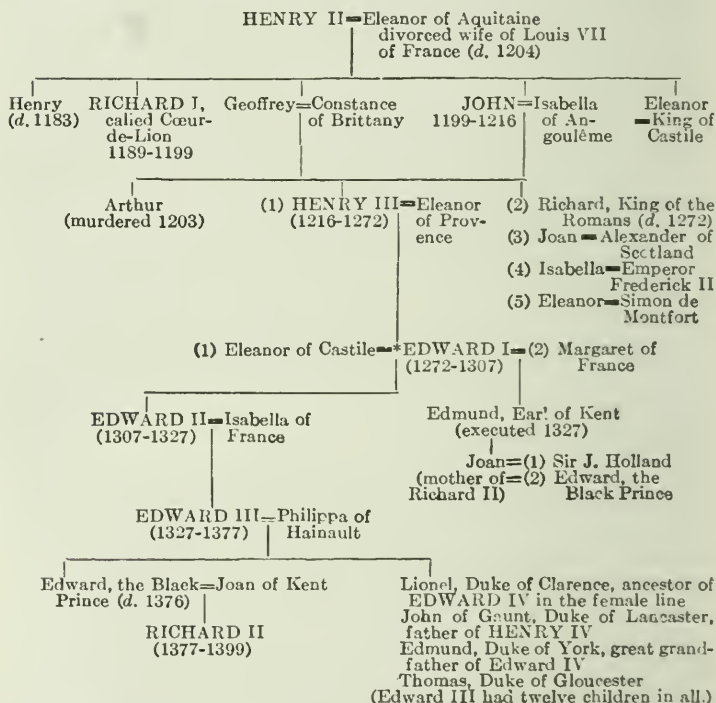 HENRY II=Eleanor of Aquitaine
divorced wife of Louis VII
of France (d. 1204)
Henry
(d. 1183)
RICHARD I,
called Cœur-
de-Lion
1189-1199
Geoffrey=Constance
of Brittany
JOHN=Isabella
1199-1216
of An-
goulême
Eleanor
=King of
Castile
Arthur
(murdered 1203)
(1) HENRY III=Eleanor
(1216-1272)
of Prov-
ence
(2) Richard, King of the
Romans (d. 1272)
(3) Joan=Alexander of
Scotland
(4) Isabella=Emperor
Frederick II
(5) Eleanor=Simon de
Montfort
(1) Eleanor of Castile=*EDWARD I=(2) Margaret of
(1272-1307)
France
EDWARD II=Isabella of
(1307-1327)
France
Edmund, Earl of Kent
(executed 1327)
Joan=(1) Sir J. Holland
(mother of=(2) Edward, the
Richard II)
Black Prince
EDWARD III=Philippa of
(1327-1377)
Hainault
Edward, the Black=Joan of Kent
Prince (d. 1376)
RICHARD II
(1377-1399)
Lionel, Duke of Clarence, ancestor of
EDWARD IV in the female line
John of Gaunt, Duke of Lancaster,
father of HENRY IV
Edmund, Duke of York, great grand-
father of Edward IV
Thomas, Duke of Gloucester
(Edward III had twelve children in all.)